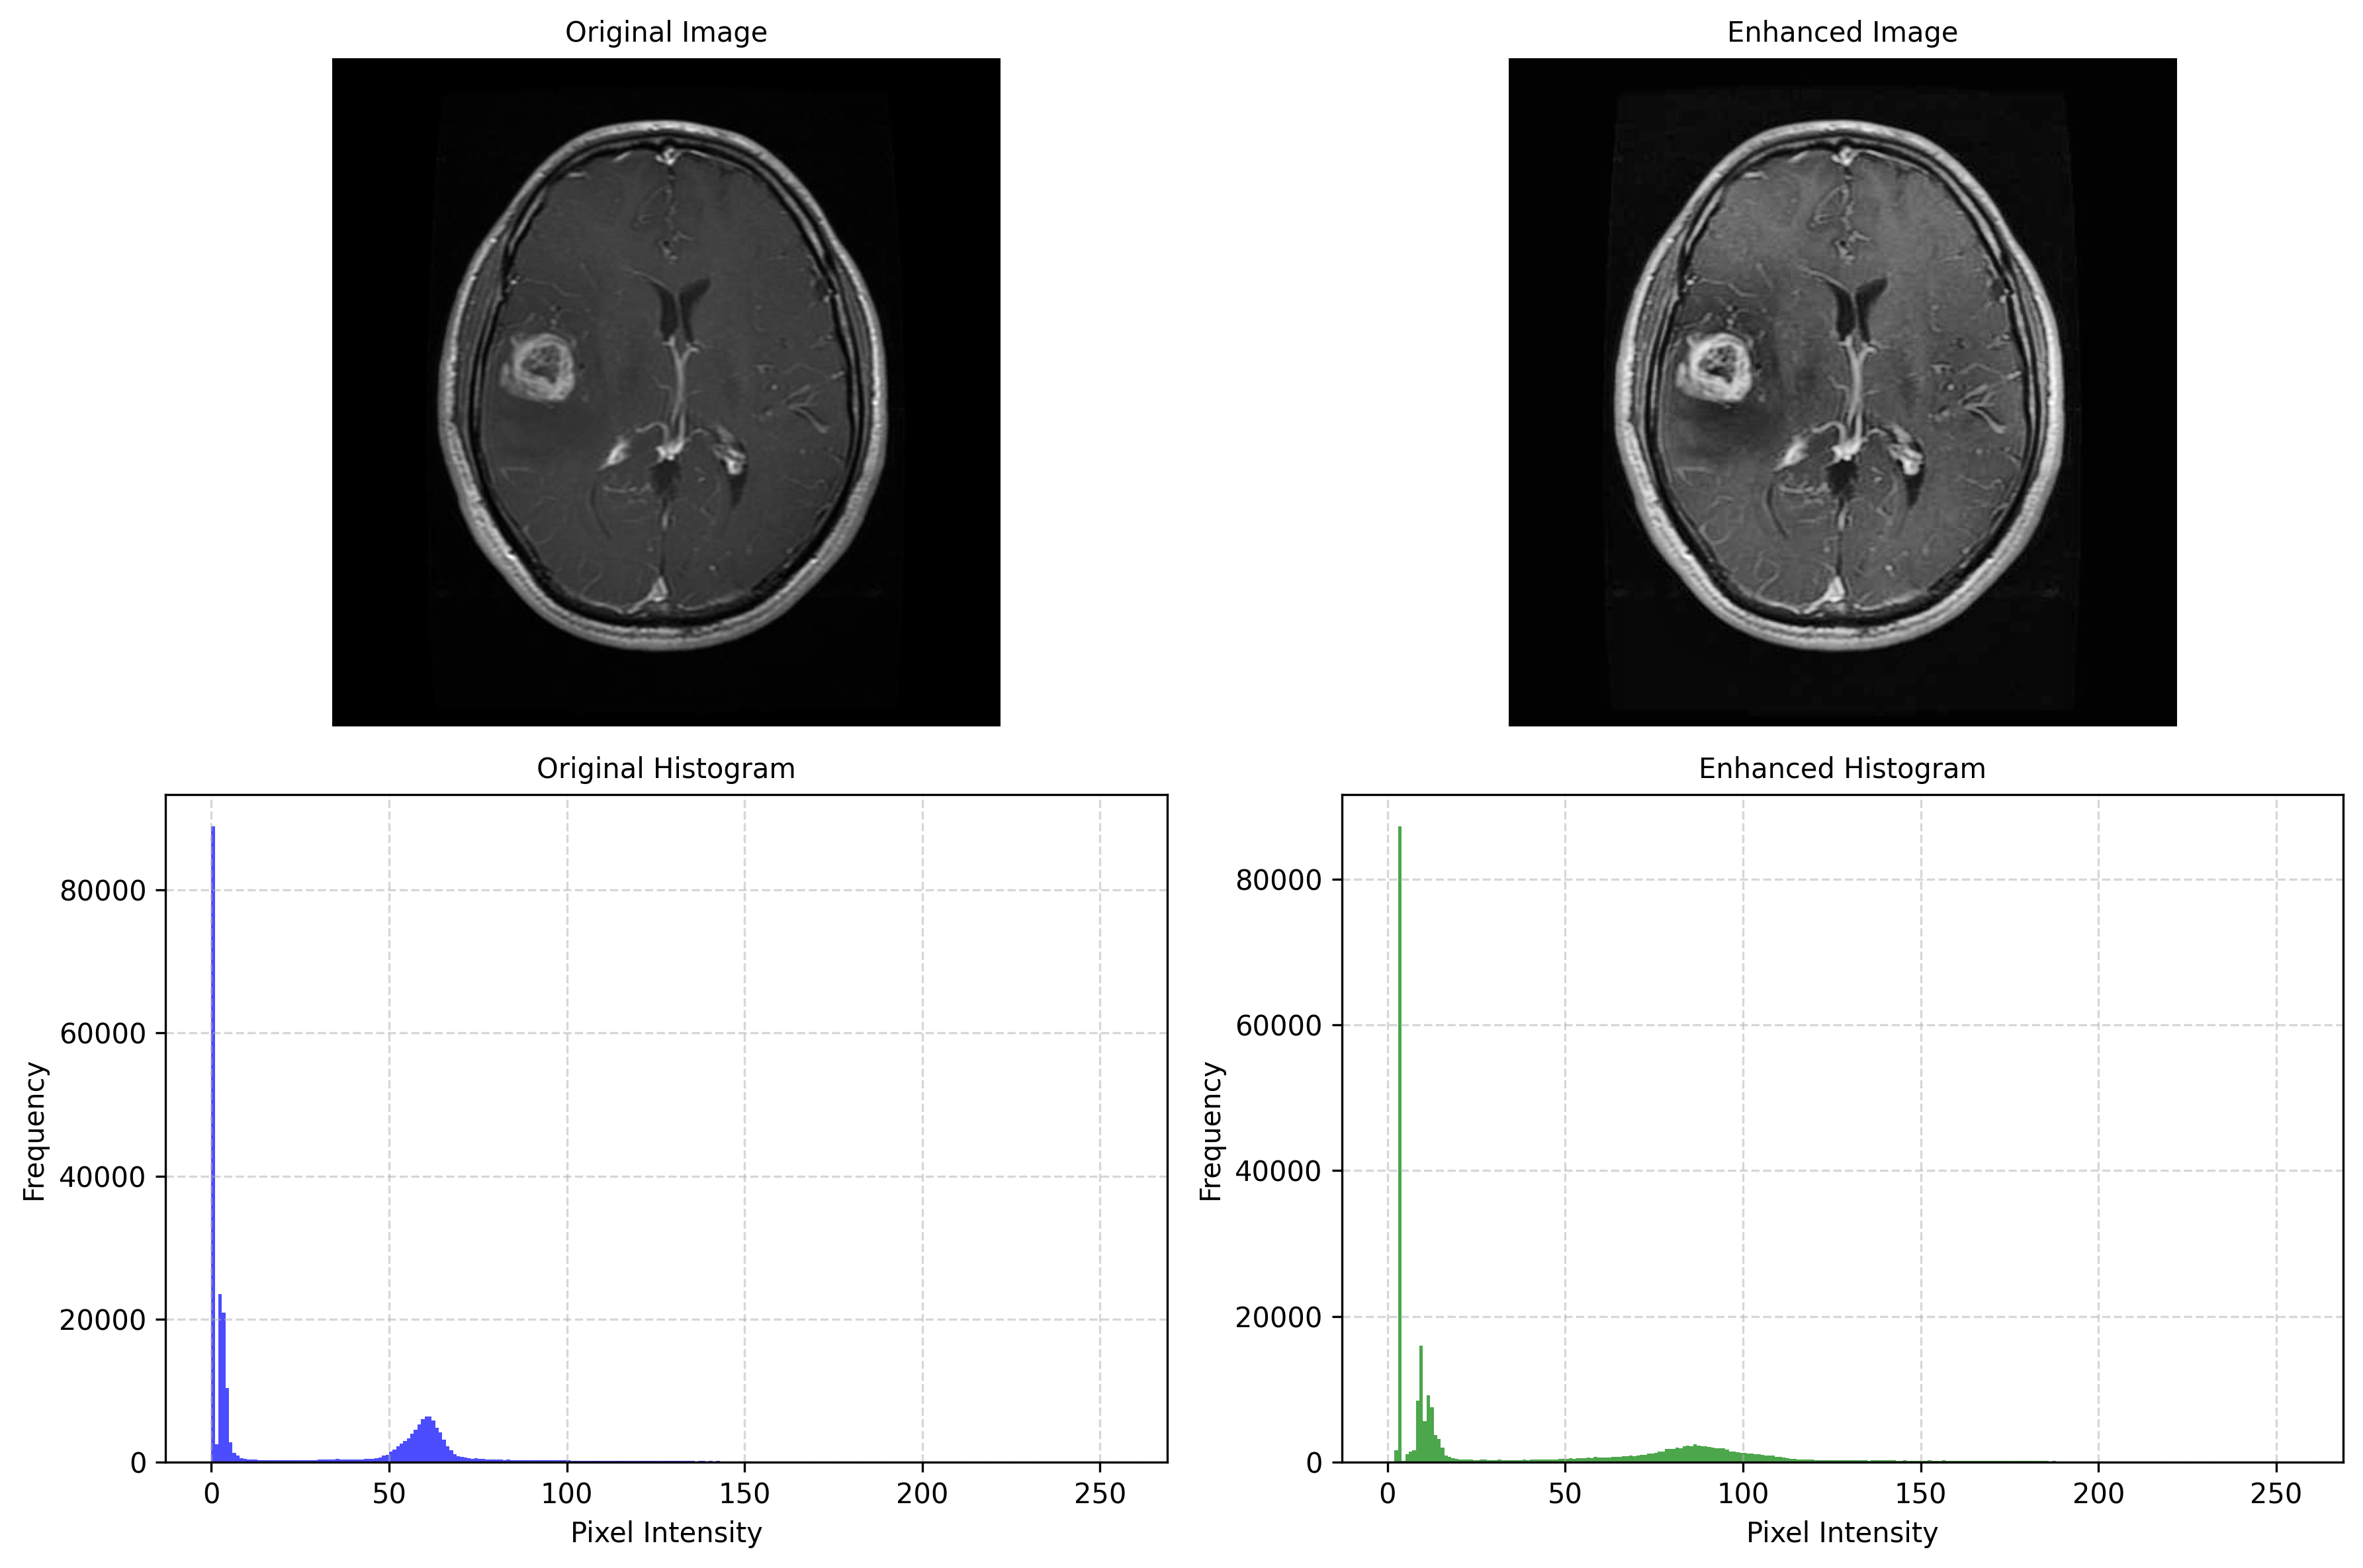 Original Image
Enhanced Image
Original Histogram
Enhanced Histogram
Frequency
80000
60000
40000
20000
0
0 50 100 150 200 250
Pixel Intensity
Frequency
80000
60000
40000
20000
0
0 50 100 150 200 250
Pixel Intensity